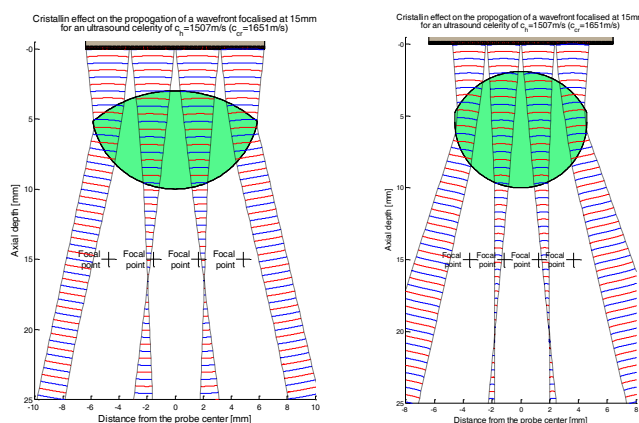 Cristallin effect on the propogation of a wavefront focalised at 15mm
for an ultrasound celerity of c_h=1507m/s (c_cr=1651m/s)
-0
5
10
15
20
25
Axial depth [mm]
Focal point
Focal point
Focal point
Focal point
-10 -8 -6 -4 -2 0 2 4 6 8 10
Distance from the probe center [mm]
Cristallin effect on the propogation of a wavefront focalised at 15mm
for an ultrasound celerity of c_h=1507m/s (c_cr=1651m/s)
-0
5
10
15
20
25
Axial depth [mm]
Focal point
Focal point
Focal point
Focal point
-8 -6 -4 -2 0 2 4 6 8
Distance from the probe center [mm]